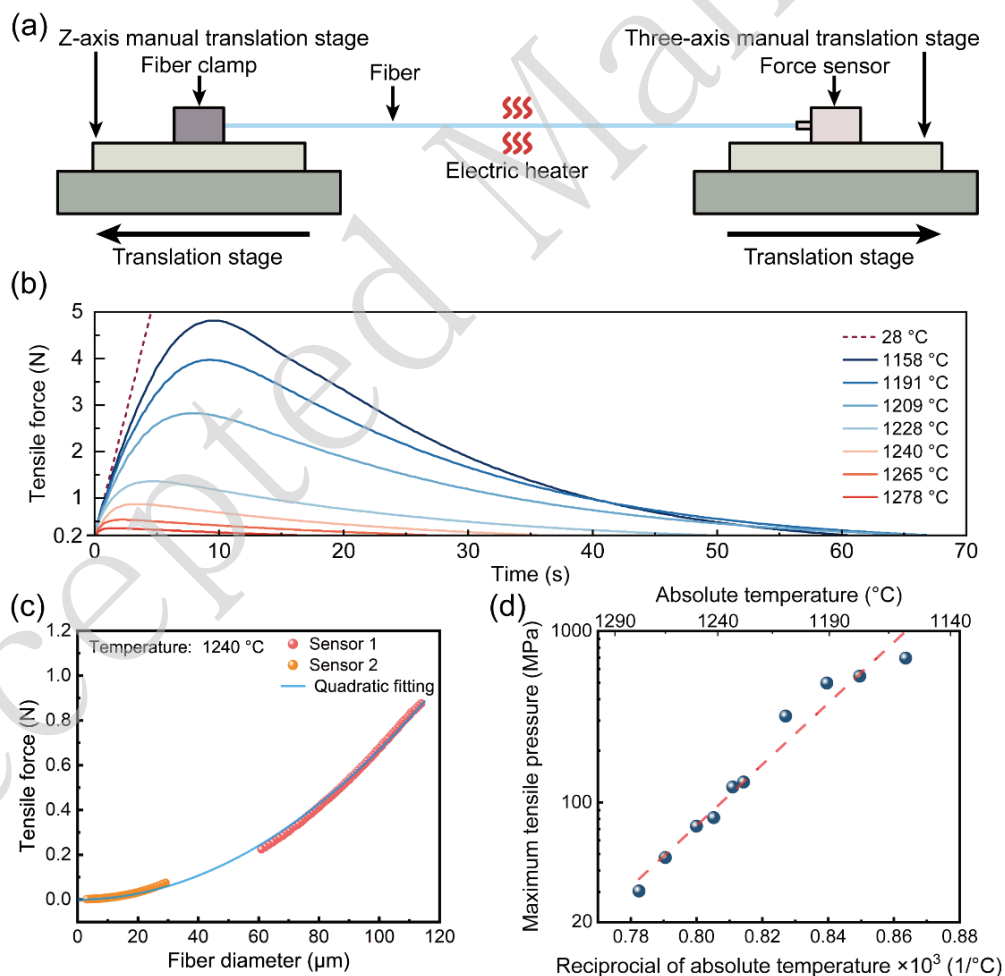 (a)
Z-axis manual translation stage
Fiber clamp
Fiber
Three-axis manual translation stage
Force sensor
Electric heater
Translation stage
Translation stage
(b)
Tensile force (N)
5
4
3
2
1
0.2
0
10
20
30
40
50
60
70
Time (s)
28 °C
1158 °C
1191 °C
1209 °C
1228 °C
1240 °C
1265 °C
1278 °C
(c)
Temperature: 1240 °C
Sensor 1
Sensor 2
Quadratic fitting
Tensile force (N)
1.2
1.0
0.8
0.6
0.4
0.2
0.0
0
20
40
60
80
100
120
Fiber diameter (μm)
(d)
Absolute temperature (°C)
1290
1240
1190
1140
Maximum tensile pressure (MPa)
1000
100
20
0.78
0.80
0.82
0.84
0.86
0.88
Reciprocial of absolute temperature ×10³ (1/°C)
ccepted Man